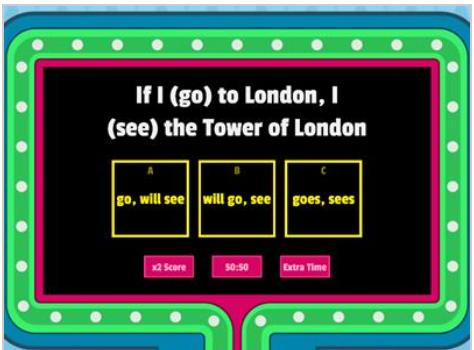 If I (go) to London, I
(see) the Tower of London
A
go, will see
B
will go, see
C
goes, sees
x2 Score
50:50
Extra Time